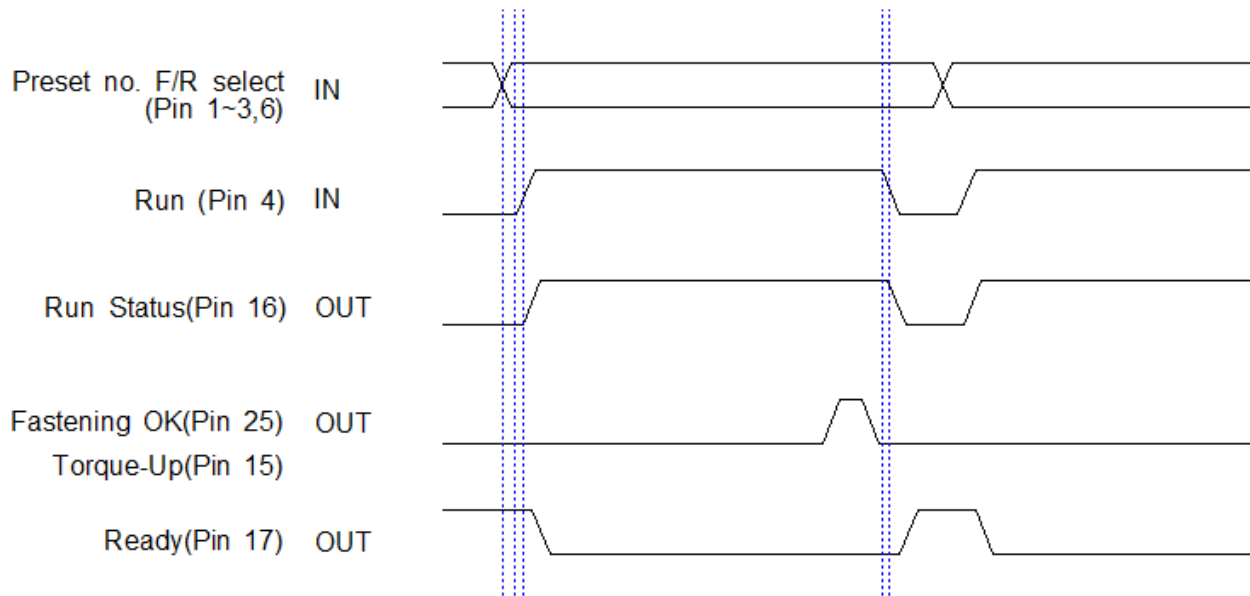 Preset no. F/R select IN
(Pin 1~3,6)
Run (Pin 4) IN
Run Status(Pin 16) OUT
Fastening OK(Pin 25) OUT
Torque-Up(Pin 15)
Ready(Pin 17) OUT